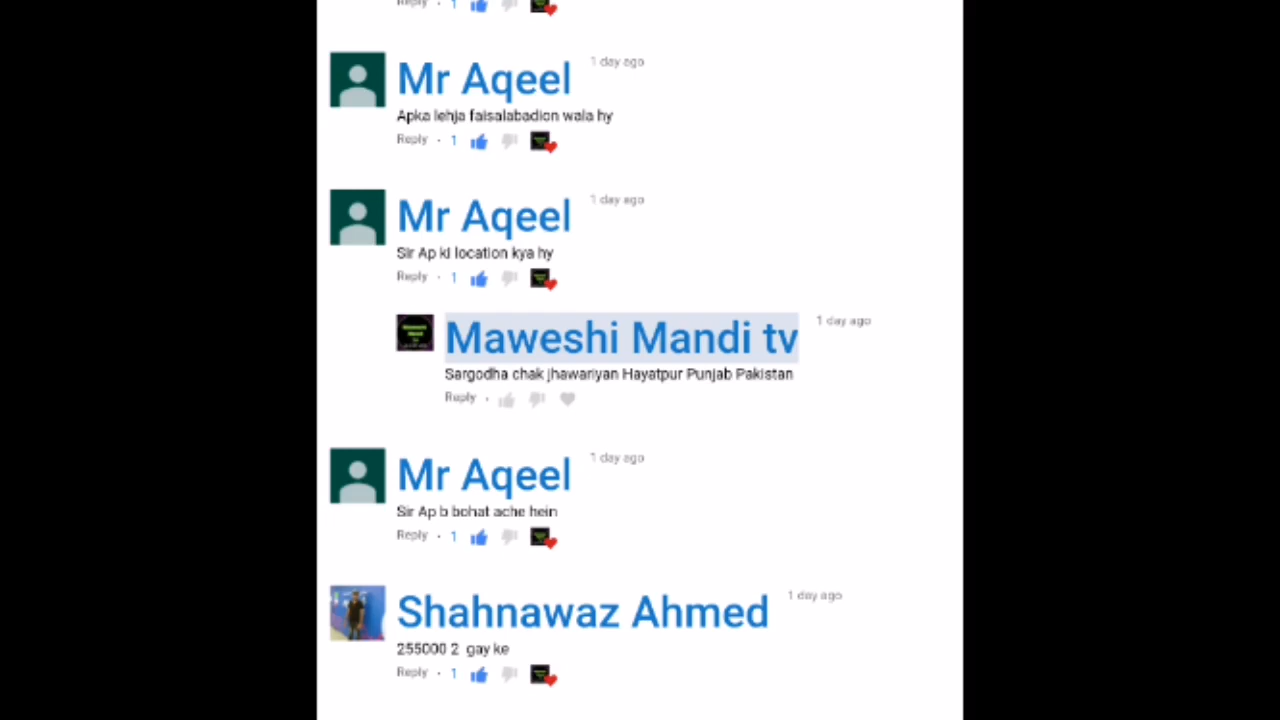 Reply · 1
Mr Aqeel 1 day ago
Apka lehja faisalabadion wala hy
Reply · 1
Mr Aqeel 1 day ago
Sir Ap ki location kya hy
Reply · 1
Maweshi Mandi tv 1 day ago
Sargodha chak jhawariyan Hayatpur Punjab Pakistan
Reply ·
Mr Aqeel 1 day ago
Sir Ap b bohat ache hein
Reply · 1
Shahnawaz Ahmed 1 day ago
255000 2 gay ke
Reply · 1